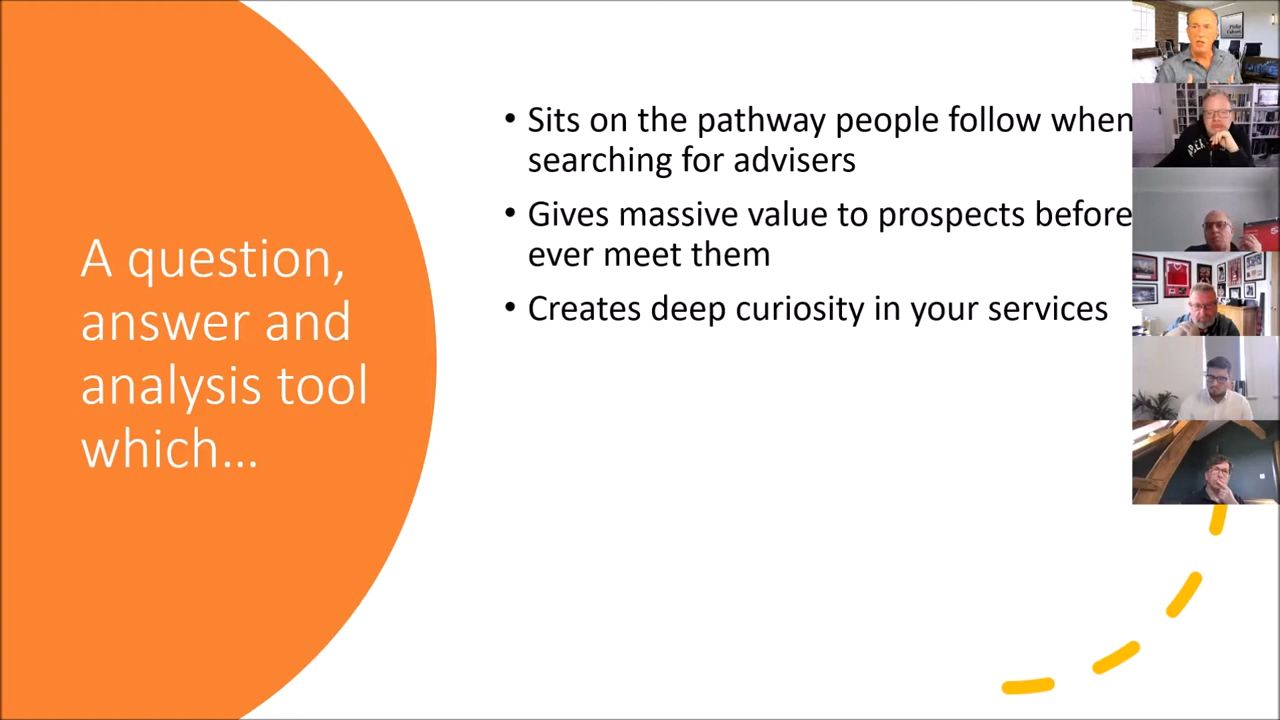 A question,
answer and
analysis tool
which...
• Sits on the pathway people follow when
searching for advisers
• Gives massive value to prospects before
ever meet them
• Creates deep curiosity in your services